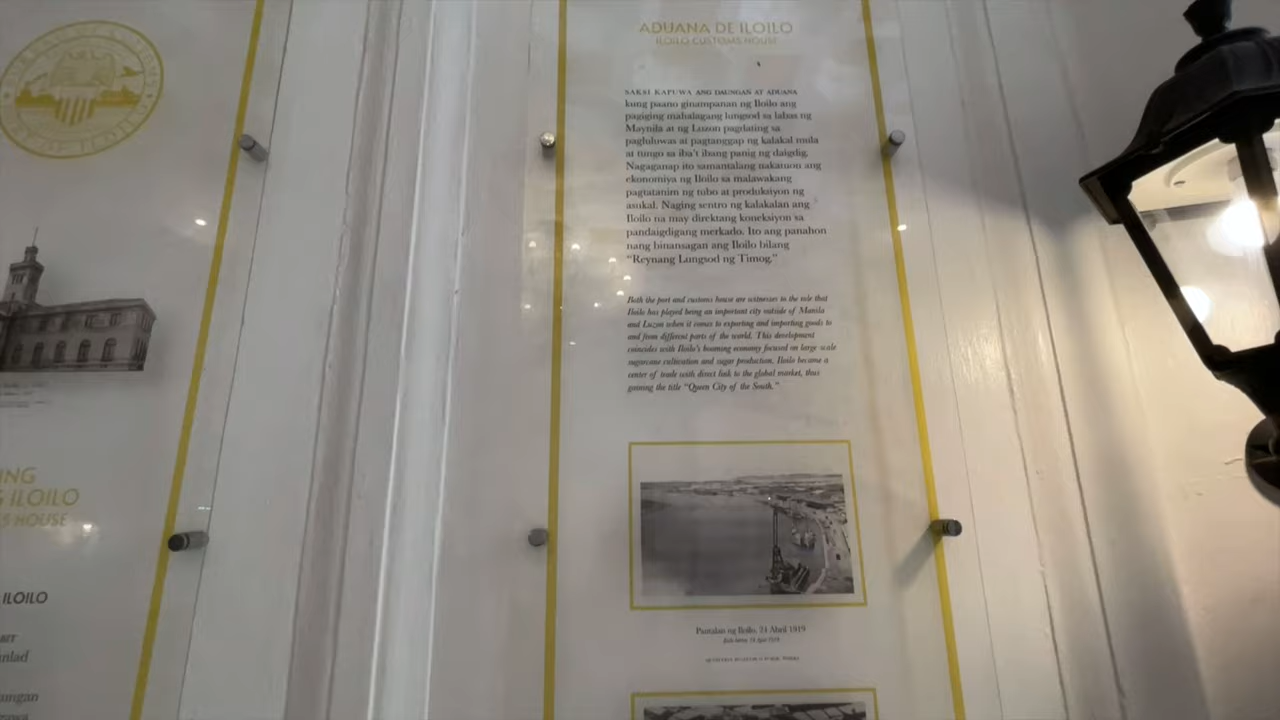 ADUANA DE ILOILO
ILOILO CUSTOMS HOUSE
SAKSI KAPUWA ANG DAUNGAN AT ADUANA
kung paano ginampanan ng Iloilo ang
pagiging mahalagang lungsod sa labas ng
Maynila at ng Luzon pagdating sa
pagluluwas at pagtanggap ng kalakal mula
at tungo sa iba't ibang panig ng daigdig.
Nagaganap ito samantalang nakatuon ang
ekonomiya ng Iloilo sa malawakang
pagtatanim ng tubo at produksiyon ng
asukal. Naging sentro ng kalakalan ang
Iloilo na may direktang koneksiyon sa
pandaigdigang merkado. Ito ang panahon
nang binansagan ang Iloilo bilang
“Reynang Lungsod ng Timog.”
Both the port and customs house are witnesses to the role that
Iloilo has played being an important city outside of Manila
and Luzon when it comes to exporting and importing goods to
and from different parts of the world. This development
coincides with Iloilo's booming economy focused on large scale
sugarcane cultivation and sugar production. Iloilo became a
center of trade with direct link to the global market, thus
gaining the title “Queen City of the South.”
Pantalan ng Iloilo, 24 Abril 1919
ING
ILOILO
HOUSE
ILOILO